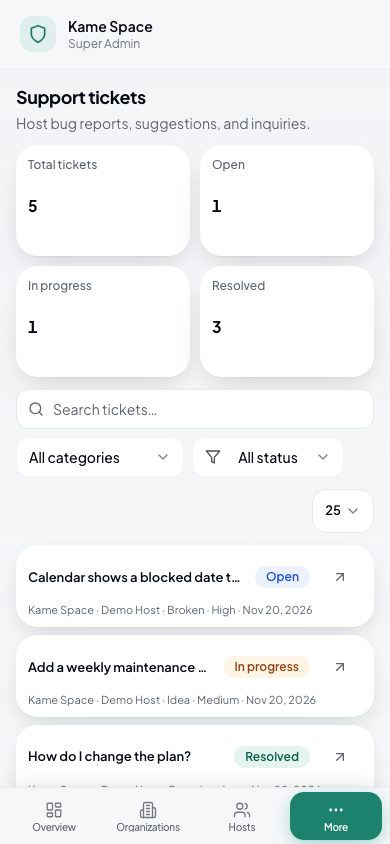 Kame Space
Super Admin
Support tickets
Host bug reports, suggestions, and inquiries.
Total tickets
5
Open
1
In progress
1
Resolved
3
Search tickets…
All categories
All status
25
Calendar shows a blocked date t…
Open
Kame Space · Demo Host · Broken · High · Nov 20, 2026
Add a weekly maintenance …
In progress
Kame Space · Demo Host · Idea · Medium · Nov 20, 2026
How do I change the plan?
Resolved
Overview
Organizations
Hosts
More